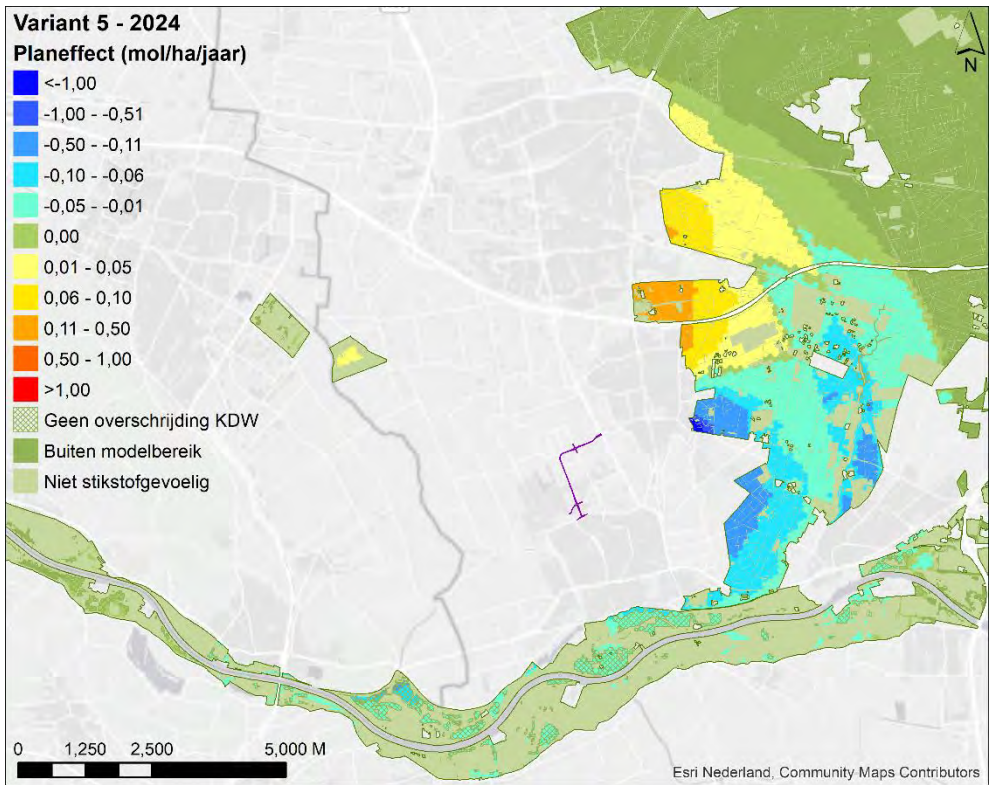 Variant 5 - 2024
Planeffect (mol/ha/jaar)
<-1,00
-1,00 - -0,51
-0,50 - -0,11
-0,10 - -0,06
-0,05 - -0,01
0,00
0,01 - 0,05
0,06 - 0,10
0,11 - 0,50
0,50 - 1,00
>1,00
Geen overschrijding KDW
Buiten modelbereik
Niet stikstofgevoelig
N
0 1,250 2,500 5,000 M
Esri Nederland, Community Maps Contributors